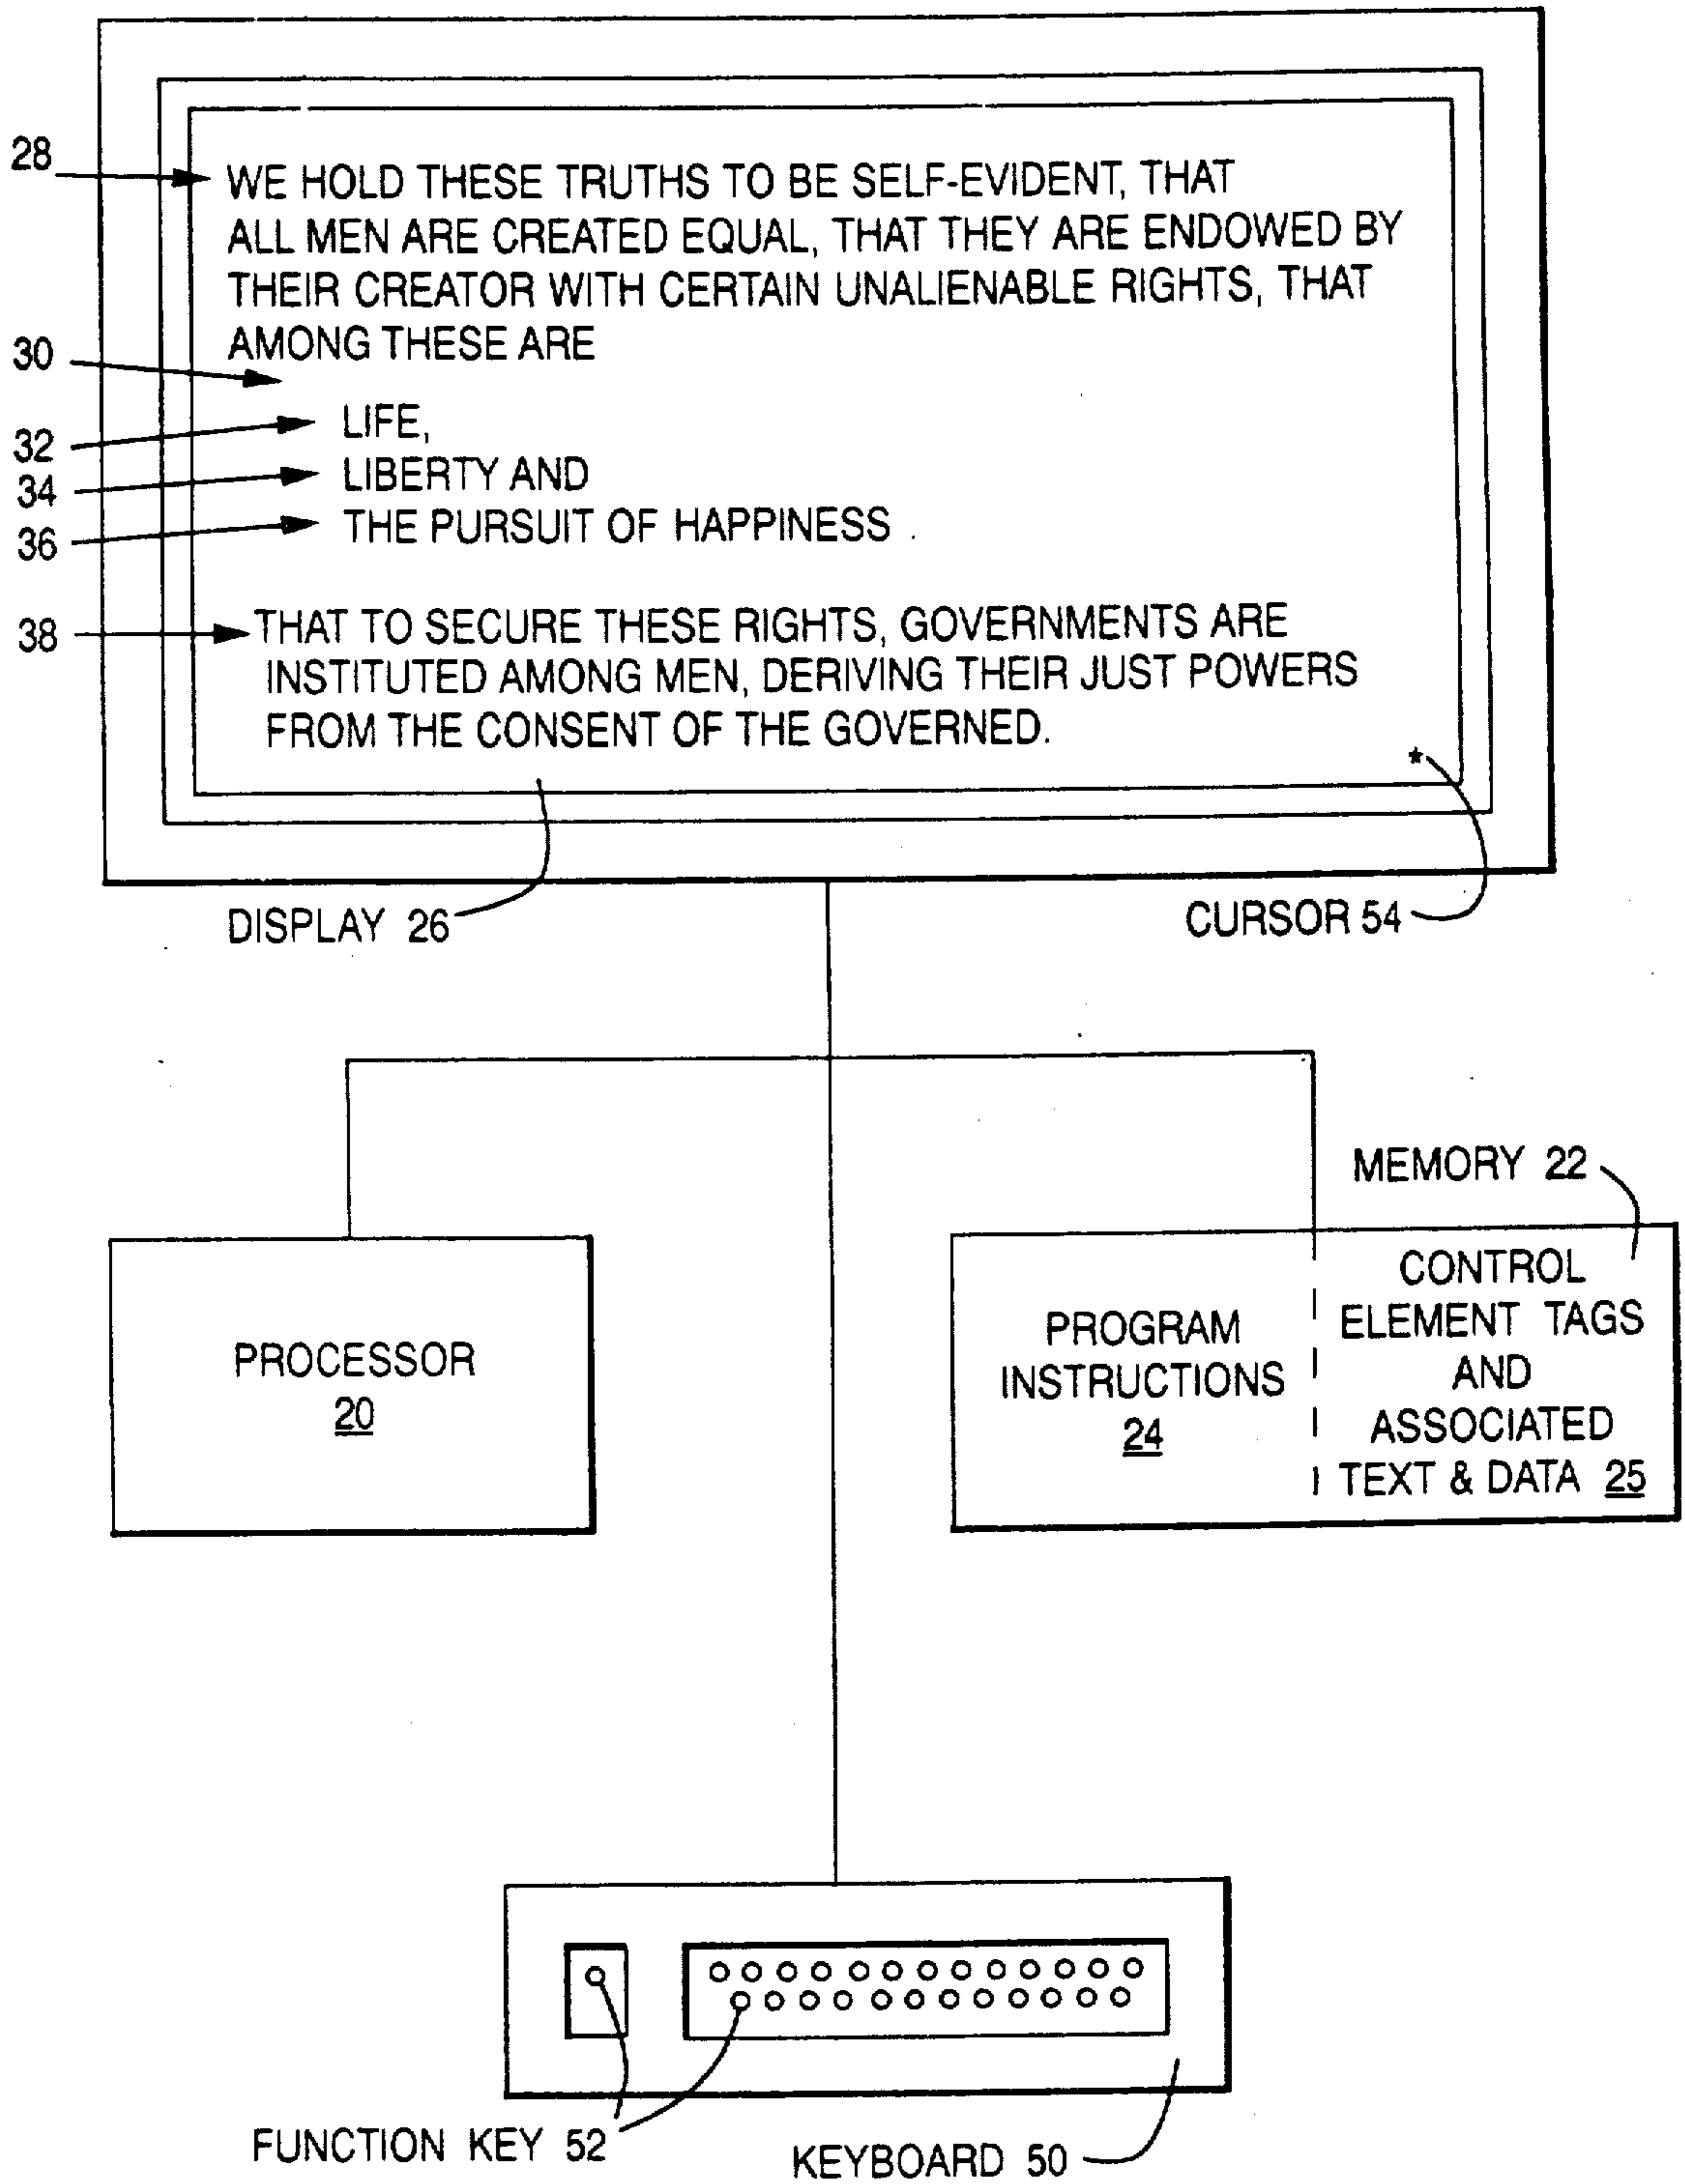 28
WE HOLD THESE TRUTHS TO BE SELF-EVIDENT, THAT
ALL MEN ARE CREATED EQUAL, THAT THEY ARE ENDOWED BY
THEIR CREATOR WITH CERTAIN UNALIENABLE RIGHTS, THAT
AMONG THESE ARE
30
32
LIFE,
34
LIBERTY AND
36
THE PURSUIT OF HAPPINESS
38
THAT TO SECURE THESE RIGHTS, GOVERNMENTS ARE
INSTITUTED AMONG MEN, DERIVING THEIR JUST POWERS
FROM THE CONSENT OF THE GOVERNED.
*
DISPLAY 26
CURSOR 54
MEMORY 22
PROCESSOR
20
PROGRAM
INSTRUCTIONS
24
CONTROL
ELEMENT TAGS
AND
ASSOCIATED
TEXT & DATA 25
FUNCTION KEY 52
KEYBOARD 50